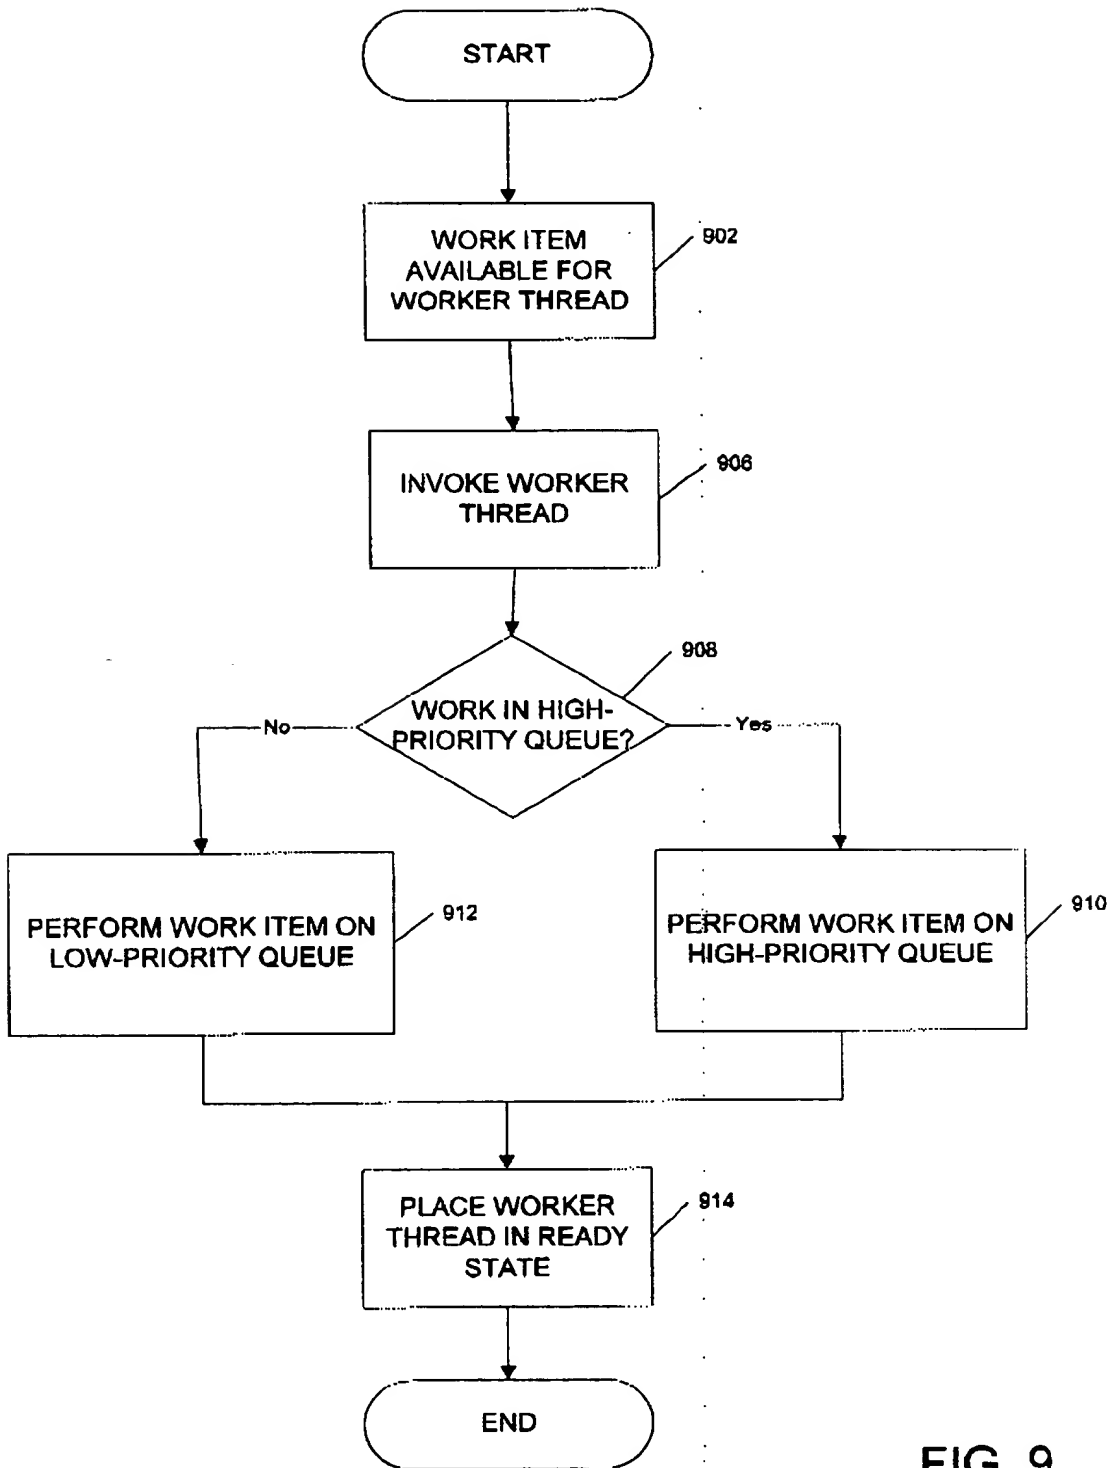 START
WORK ITEM
AVAILABLE FOR
WORKER THREAD
902
INVOKE WORKER
THREAD
906
908
WORK IN HIGH-
PRIORITY QUEUE?
No
Yes
PERFORM WORK ITEM ON
LOW-PRIORITY QUEUE
912
PERFORM WORK ITEM ON
HIGH-PRIORITY QUEUE
910
PLACE WORKER
THREAD IN READY
STATE
914
END
FIG. 9